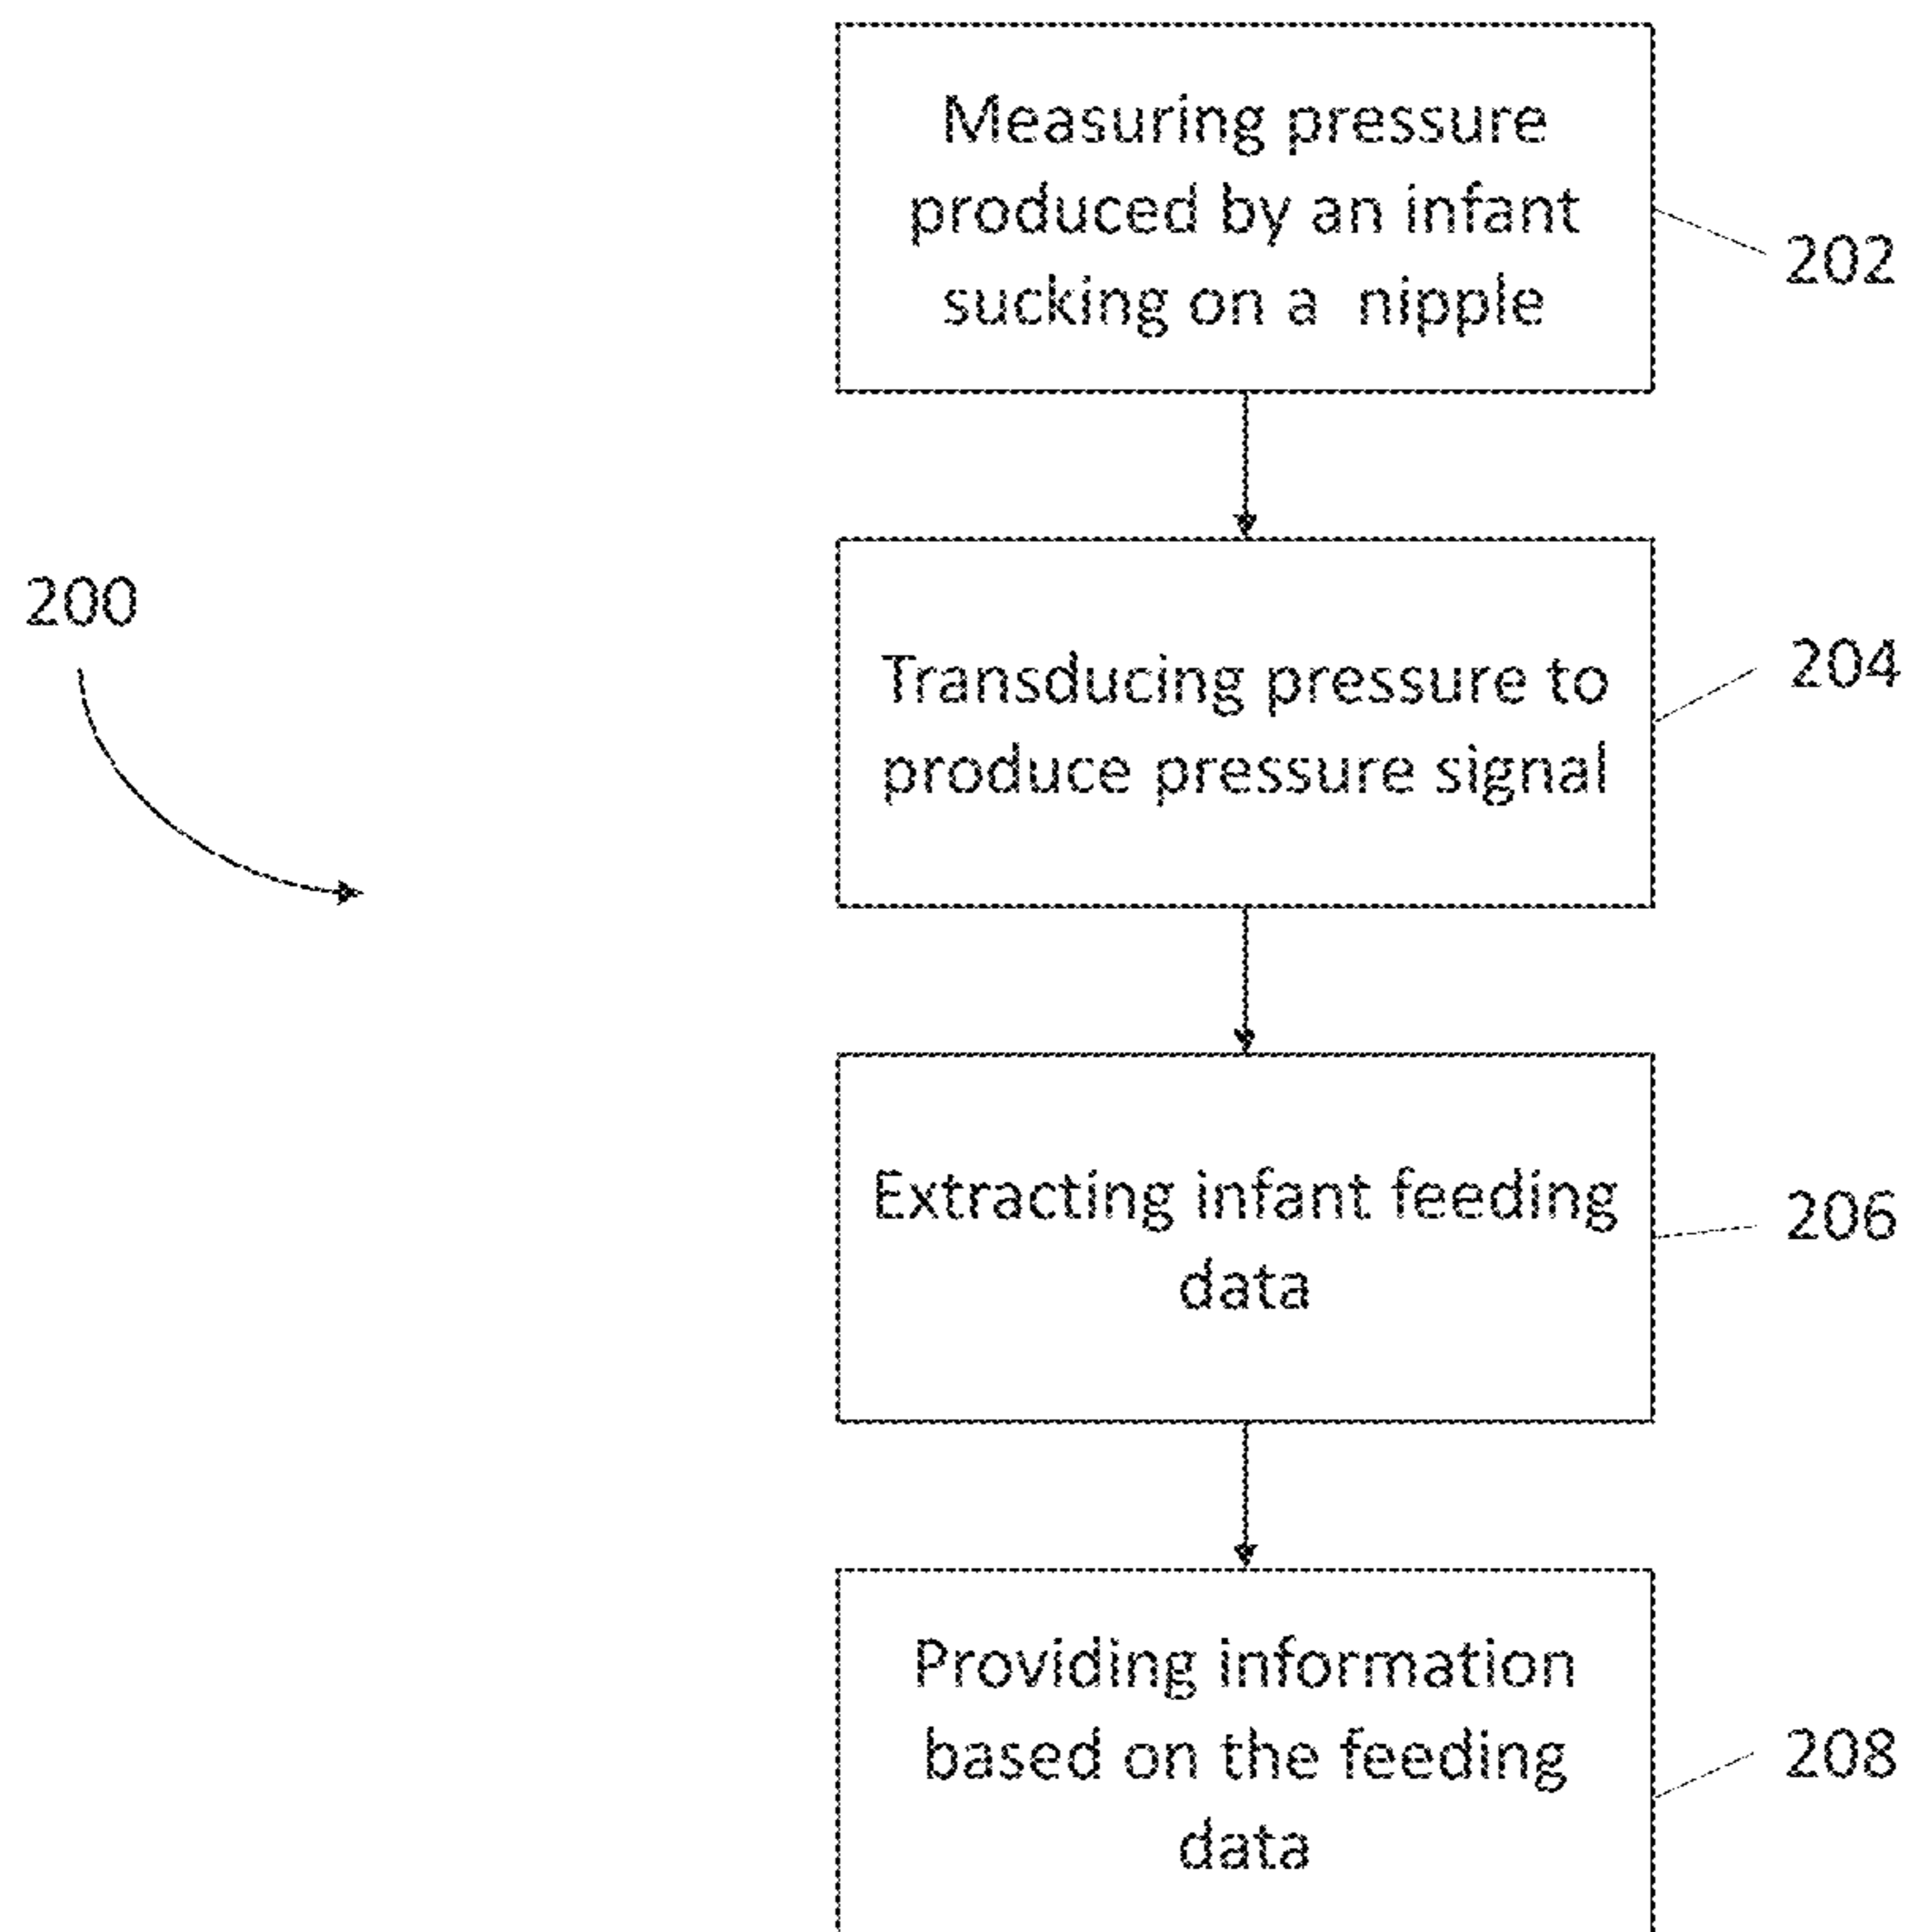 Measuring pressure
produced by an infant
sucking on a nipple
202
200
Transducing pressure to
produce pressure signal
204
Extracting infant feeding
data
206
Providing information
based on the feeding
data
208